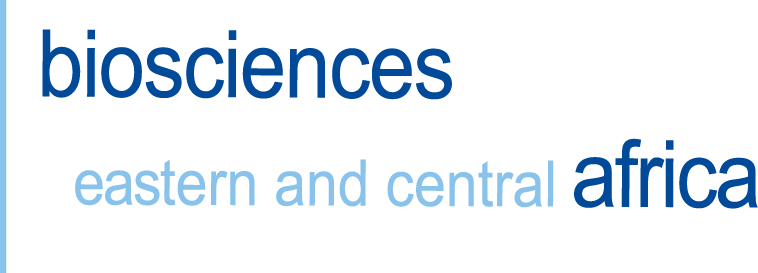 biosciences
eastern and central africa